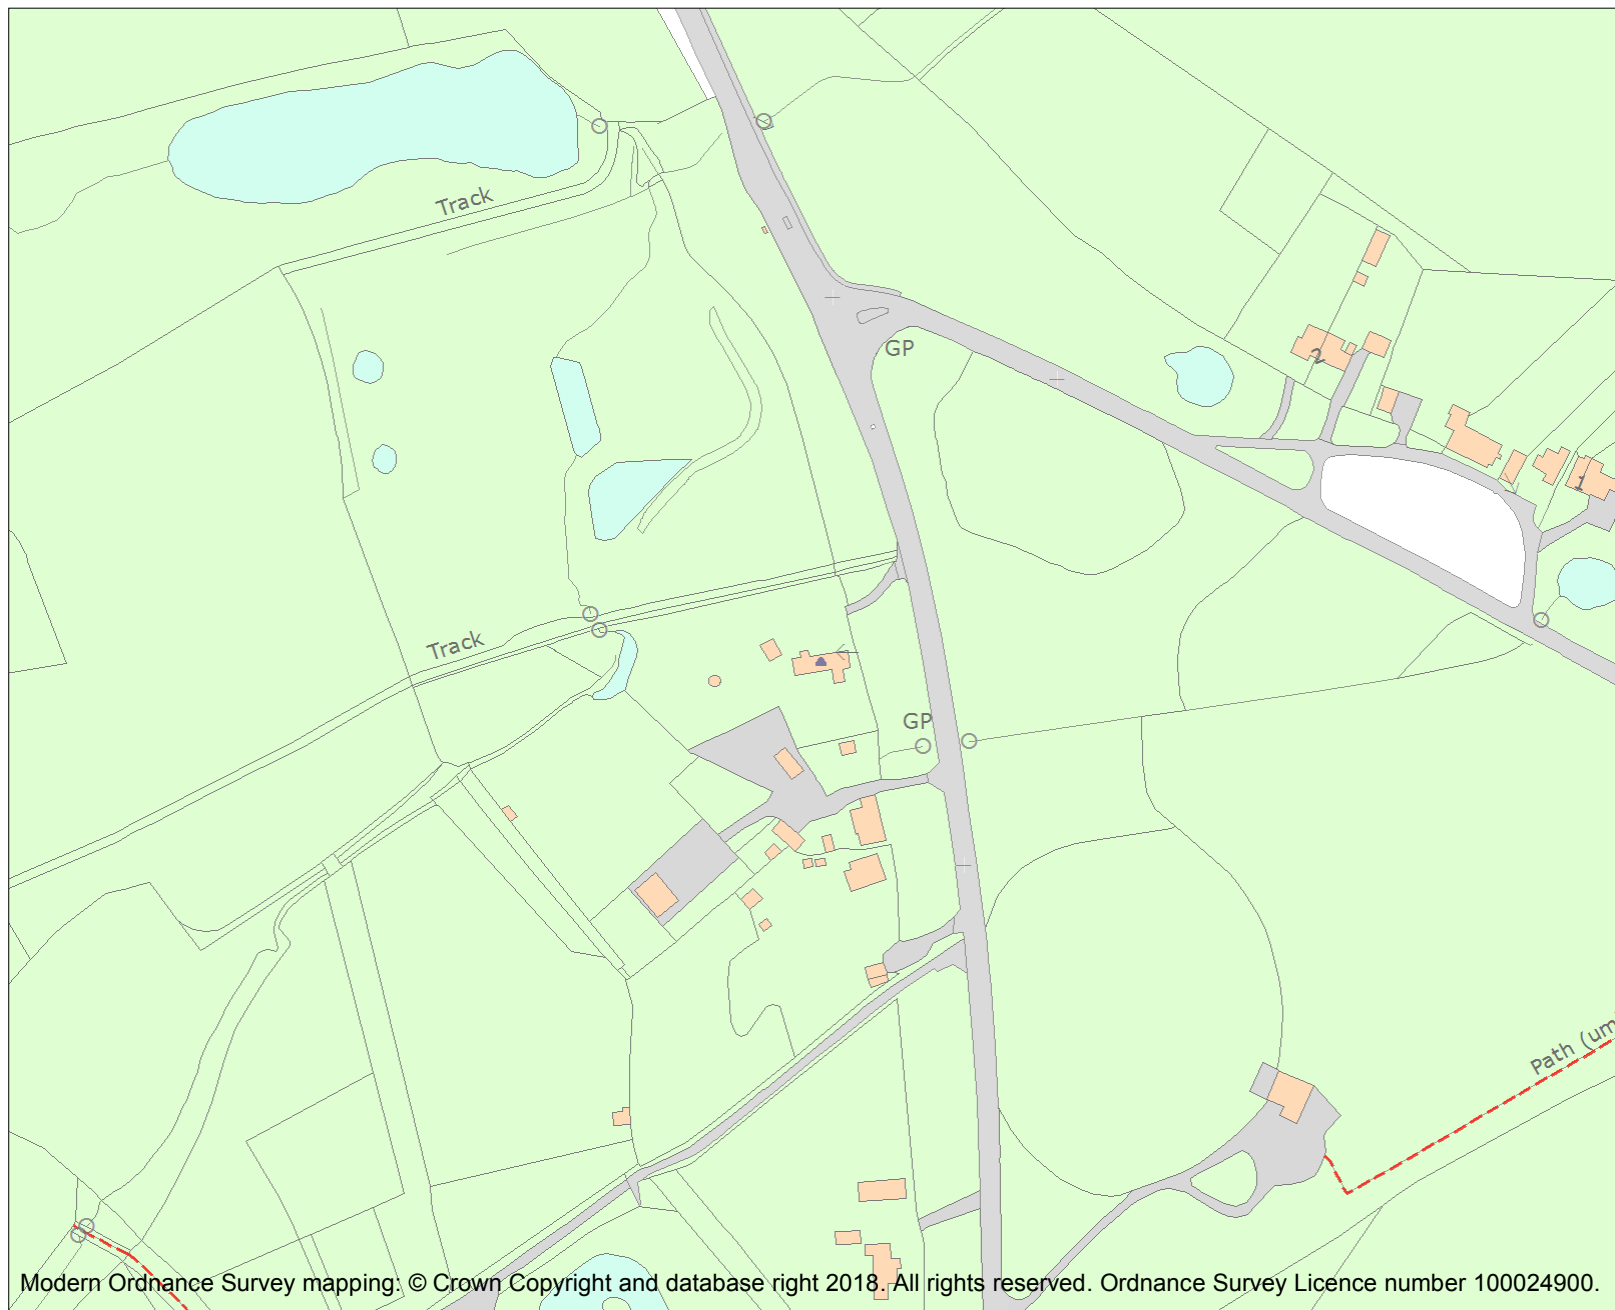 Track
GP
2
1
Track
GP
Path (um
Modern Ordnance Survey mapping: © Crown Copyright and database right 2018. All rights reserved. Ordnance Survey Licence number 100024900.